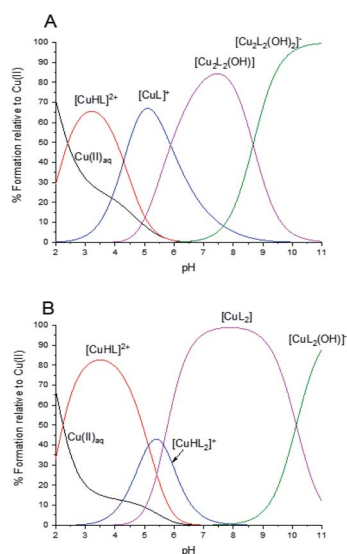 A
[Cu₂L₂(OH)₂]⁻
[Cu₂L₂(OH)]
[CuHL]²⁺
[CuL]⁺
Cu(II)aq
% Formation relative to Cu(II)
100
90
80
70
60
50
40
30
20
10
0
2 3 4 5 6 7 8 9 10 11
pH
B
[CuL₂]
[CuL₂(OH)]⁻
[CuHL]²⁺
[CuHL₂]⁺
Cu(II)aq
% Formation relative to Cu(II)
100
90
80
70
60
50
40
30
20
10
0
2 3 4 5 6 7 8 9 10 11
pH